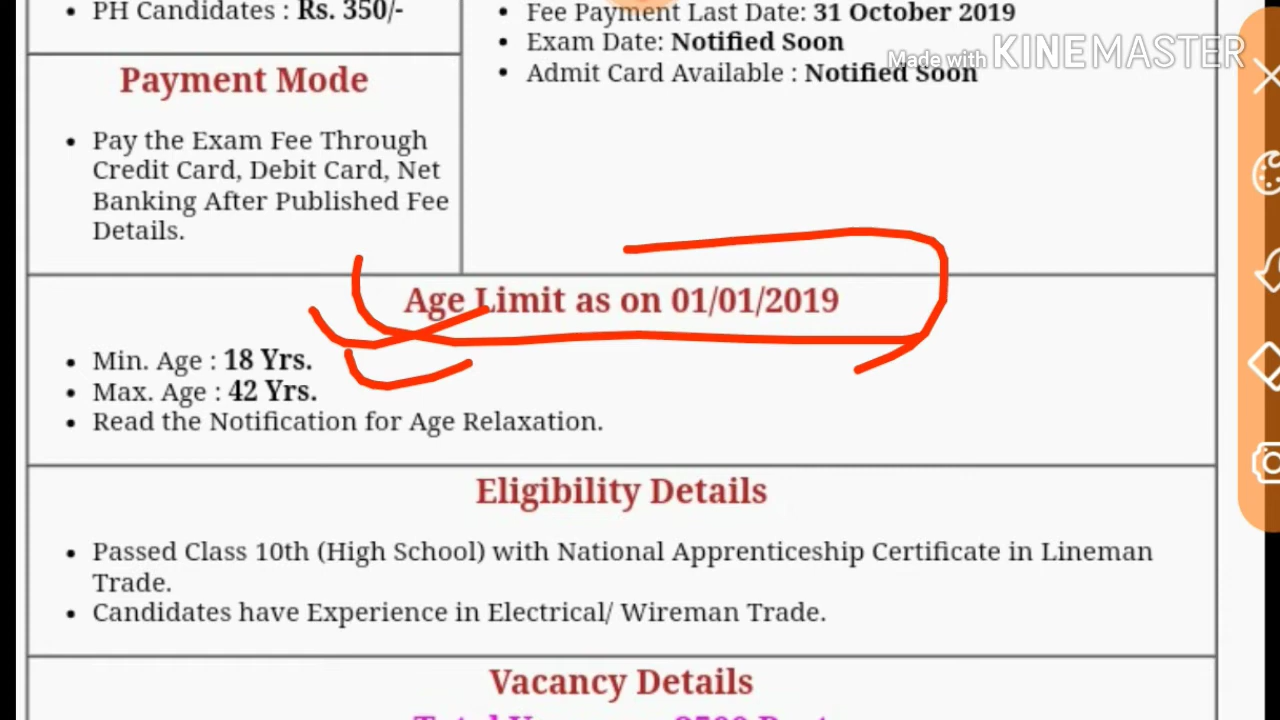 PH Candidates : Rs. 350/-
Payment Mode
Pay the Exam Fee Through
Credit Card, Debit Card, Net
Banking After Published Fee
Details.
Fee Payment Last Date: 31 October 2019
Exam Date: Notified Soon
Admit Card Available : Notified Soon
Made with KINEMASTER
Age Limit as on 01/01/2019
Min. Age : 18 Yrs.
Max. Age : 42 Yrs.
Read the Notification for Age Relaxation.
Eligibility Details
Passed Class 10th (High School) with National Apprenticeship Certificate in Lineman
Trade.
Candidates have Experience in Electrical/ Wireman Trade.
Vacancy Details